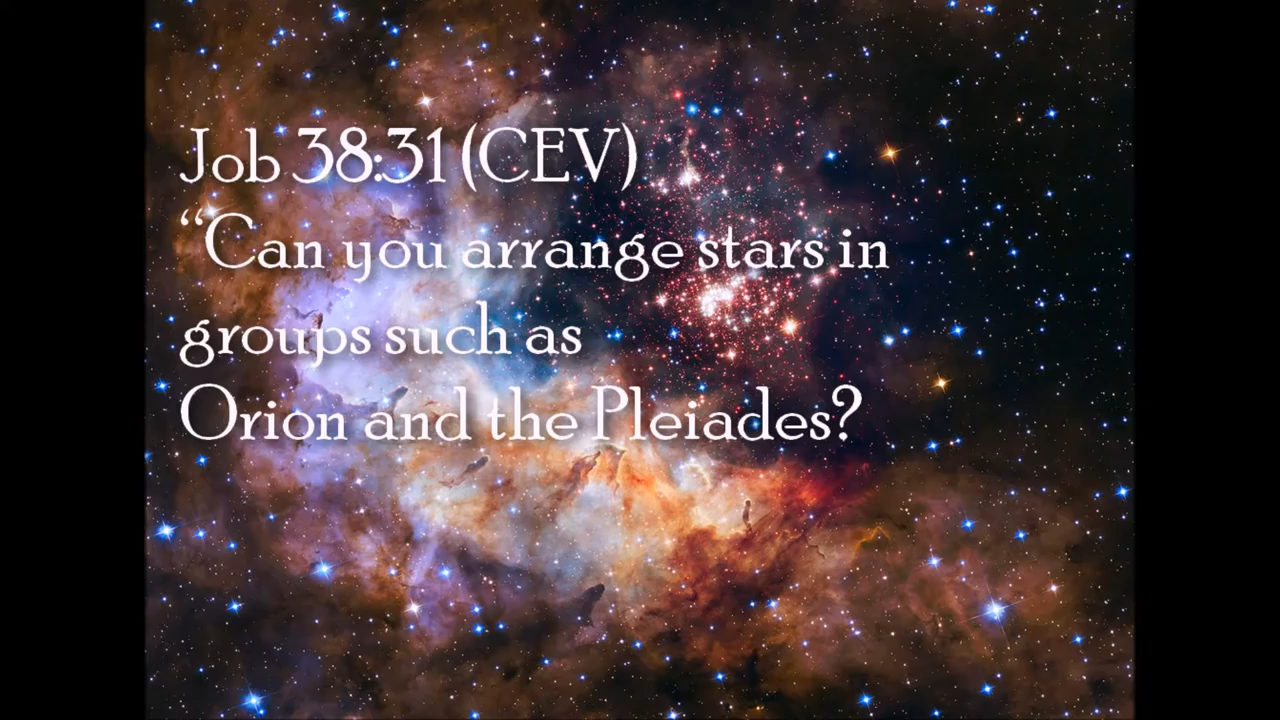 Job 38:31 (CEV)
“Can you arrange stars in
groups such as
Orion and the Pleiades?